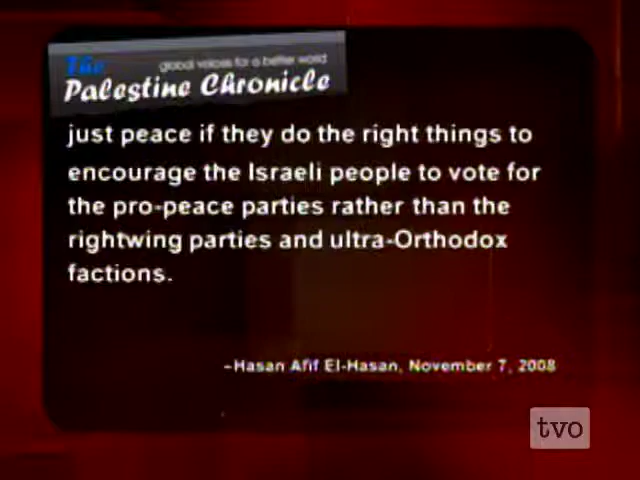 The
global voices for a better world
Palestine Chronicle
just peace if they do the right things to
encourage the Israeli people to vote for
the pro-peace parties rather than the
rightwing parties and ultra-Orthodox
factions.
–Hasan Afif El-Hasan, November 7, 2008
tvo